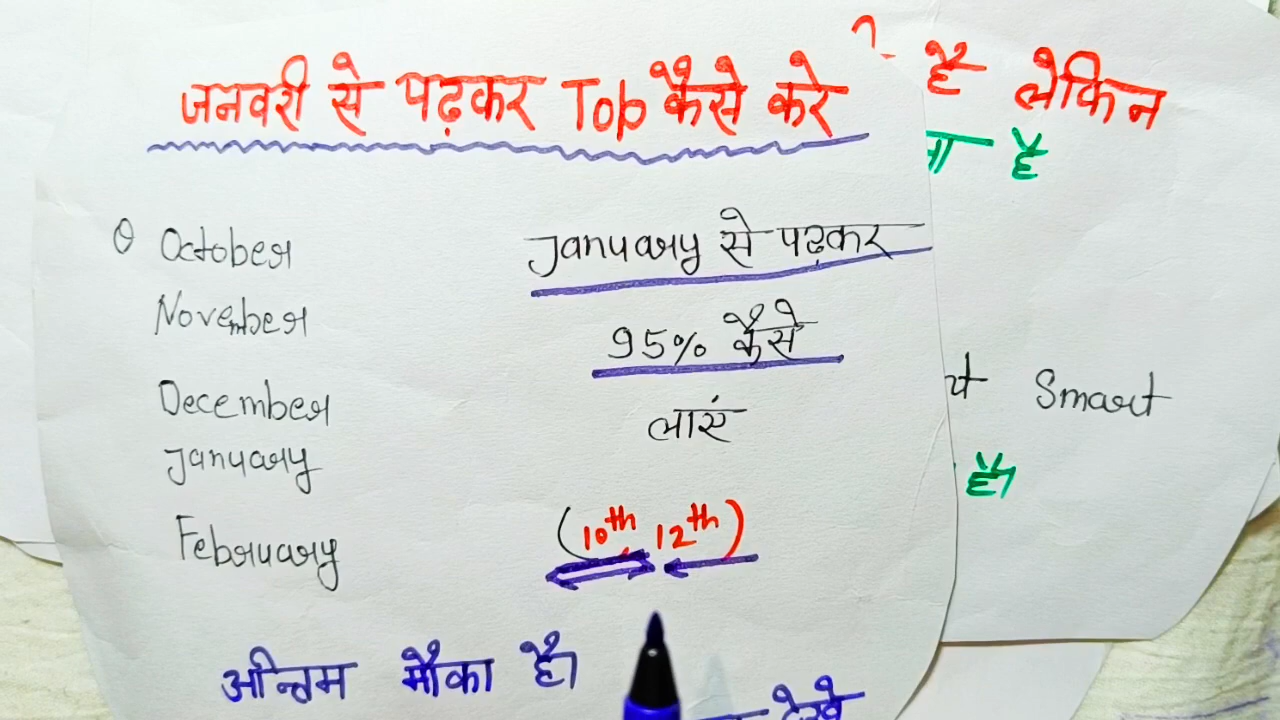 जनवरी से पढ़कर Top कैसे करे
है लेकिन
है
October
November
December
January
February
January से पढ़कर
95% कैसे
लाएं
(10th 12th)
Smart
है।
अन्तिम मौका है।
देखे